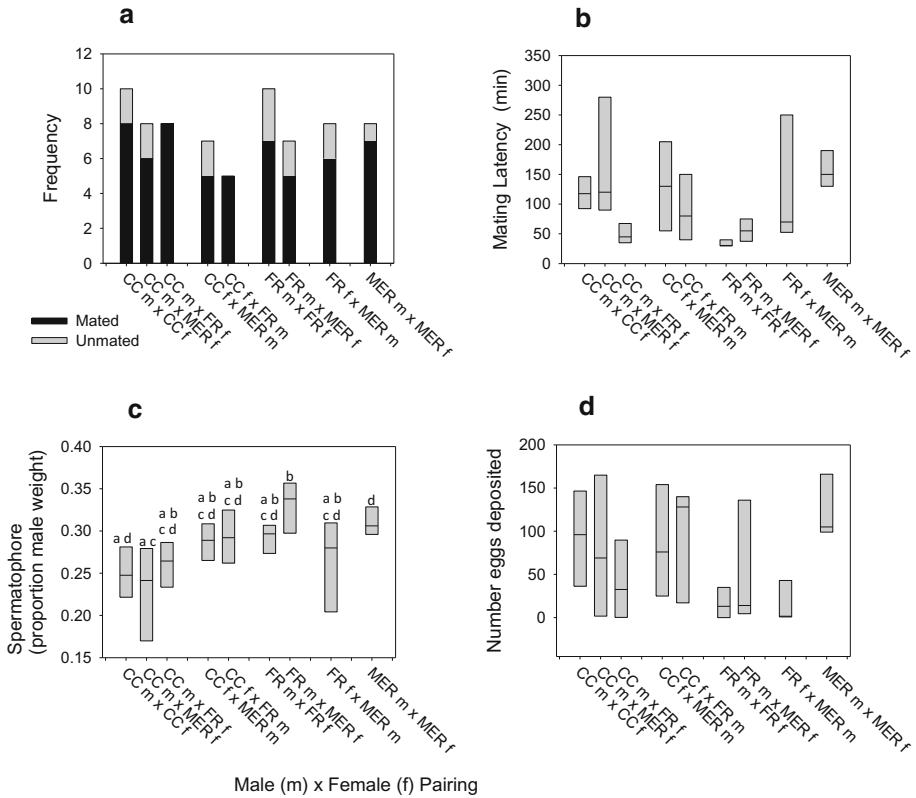 a
Frequency
12
10
8
6
4
2
0
CC m x CC f
CC m x MER f
CC m x FR f
CC f x MER m
CC f x FR m
FR m x FR f
FR m x MER f
FR f x MER m
MER m x MER f
Mated
Unmated
b
Mating Latency (min)
350
300
250
200
150
100
50
0
CC m x CC f
CC m x MER f
CC m x FR f
CC f x MER m
CC f x FR m
FR m x FR f
FR m x MER f
FR f x MER m
MER m x MER f
c
Spermatophore
(proportion male weight)
0.40
0.35
0.30
0.25
0.20
0.15
a d
a c
a b
c d
a b
c d
a b
c d
a b
c d
b
a b
c d
d
CC m x CC f
CC m x MER f
CC m x FR f
CC f x MER m
CC f x FR m
FR m x FR f
FR m x MER f
FR f x MER m
MER m x MER f
d
Number eggs deposited
200
150
100
50
0
CC m x CC f
CC m x MER f
CC m x FR f
CC f x MER m
CC f x FR m
FR m x FR f
FR m x MER f
FR f x MER m
MER m x MER f
Male (m) x Female (f) Pairing